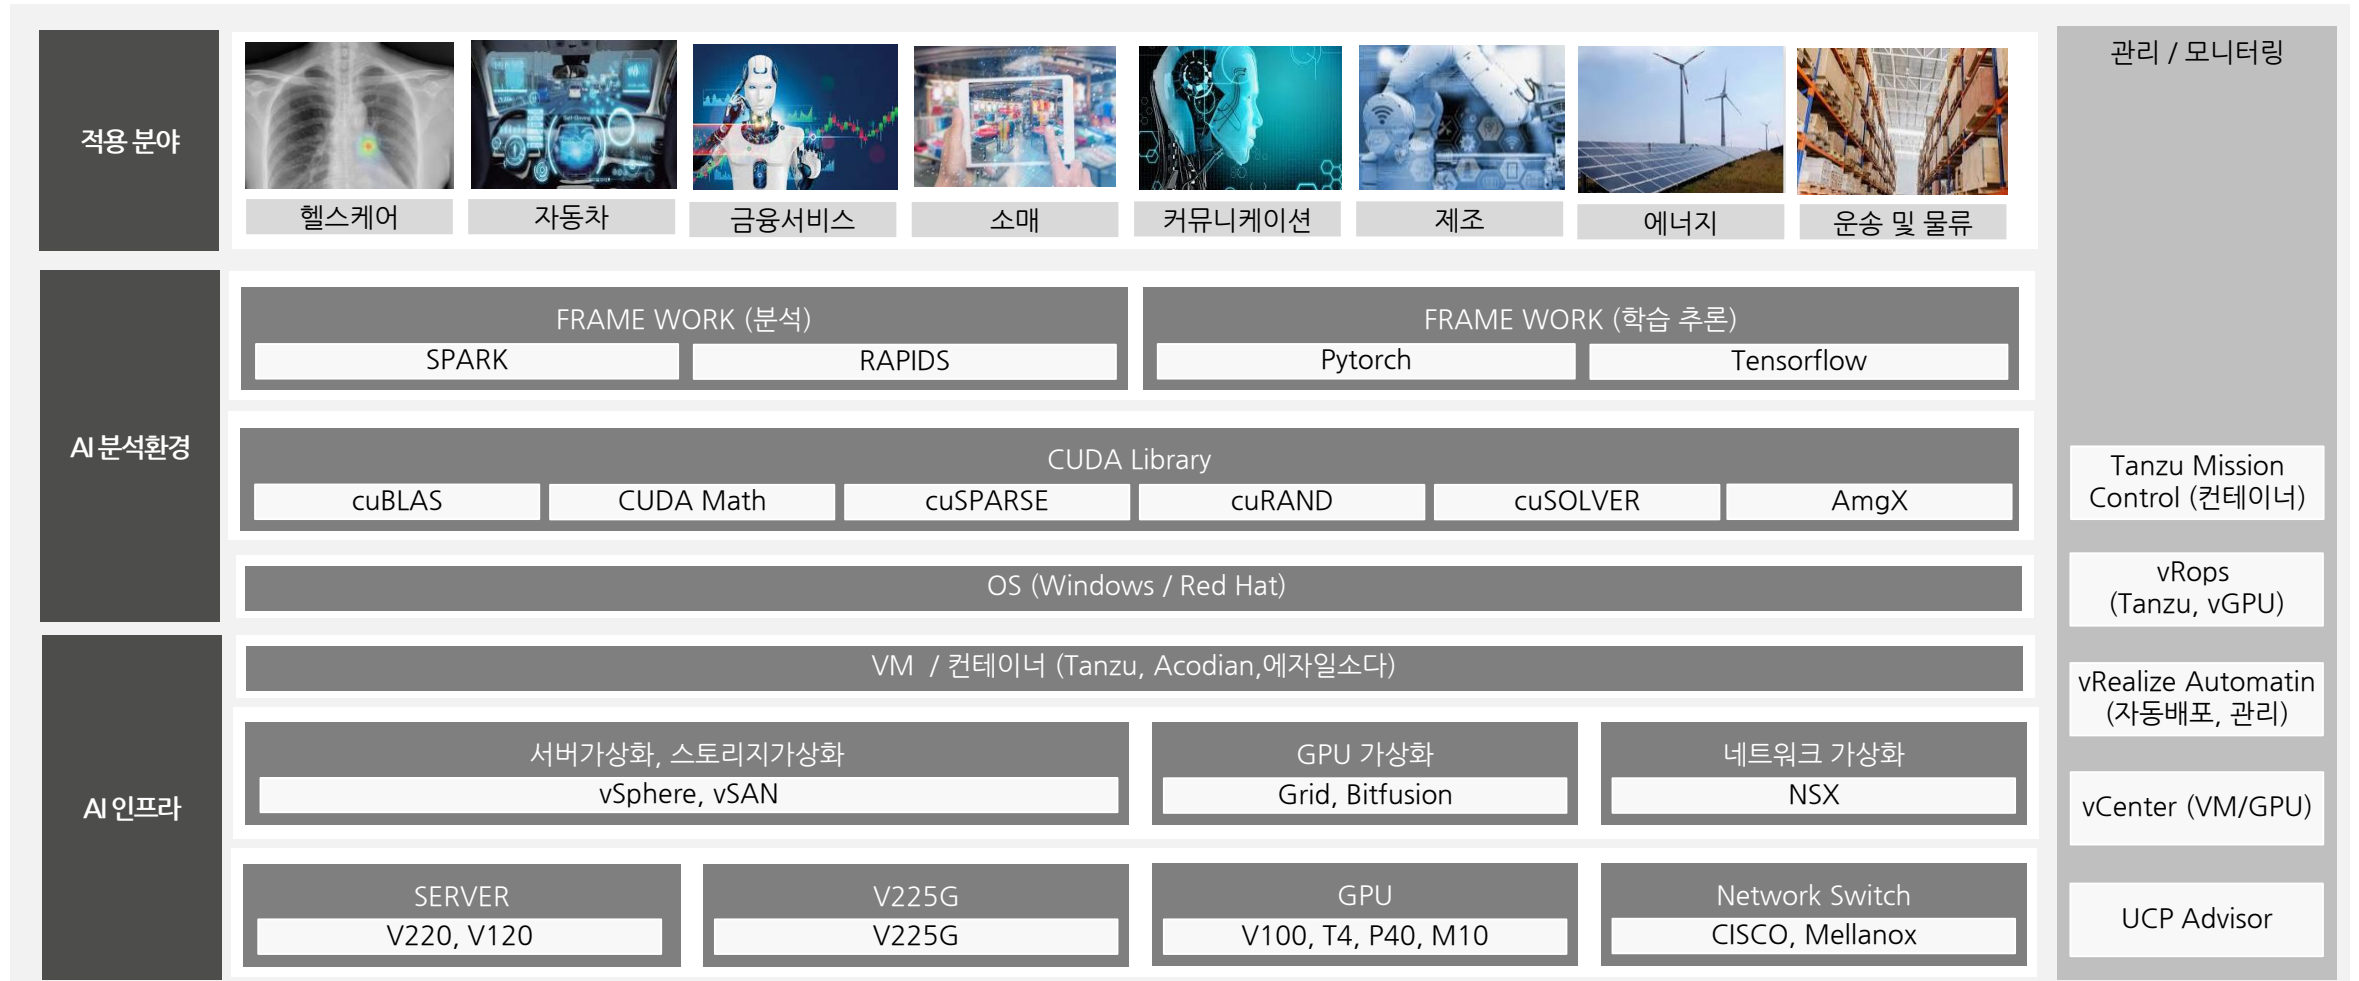 적용 분야
헬스케어
자동차
금융서비스
소매
커뮤니케이션
제조
에너지
운송 및 물류
AI 분석환경
FRAME WORK (분석)
SPARK
RAPIDS
FRAME WORK (학습 추론)
Pytorch
Tensorflow
CUDA Library
cuBLAS
CUDA Math
cuSPARSE
cuRAND
cuSOLVER
AmgX
OS (Windows / Red Hat)
AI 인프라
VM / 컨테이너 (Tanzu, Acodian,에자일소다)
서버가상화, 스토리지가상화
vSphere, vSAN
GPU 가상화
Grid, Bitfusion
네트워크 가상화
NSX
SERVER
V220, V120
V225G
V225G
GPU
V100, T4, P40, M10
Network Switch
CISCO, Mellanox
관리 / 모니터링
Tanzu Mission
Control (컨테이너)
vRops
(Tanzu, vGPU)
vRealize Automatin
(자동배포, 관리)
vCenter (VM/GPU)
UCP Advisor